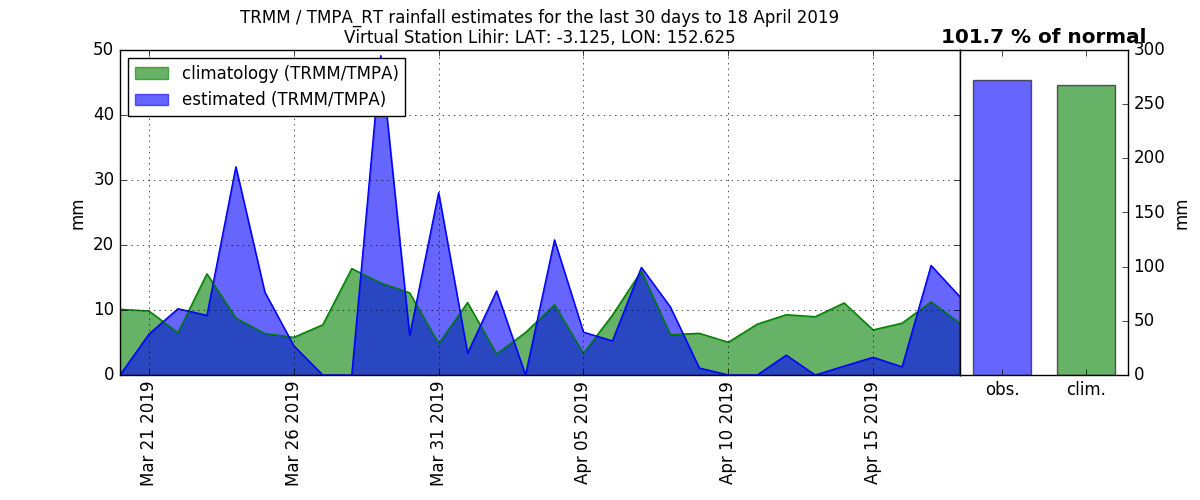 TRMM / TMPA_RT rainfall estimates for the last 30 days to 18 April 2019
Virtual Station Lihir: LAT: -3.125, LON: 152.625
101.7 % of normal
climatology (TRMM/TMPA)
estimated (TRMM/TMPA)
50
40
30
20
10
0
mm
300
250
200
150
100
50
0
mm
Mar 21 2019
Mar 26 2019
Mar 31 2019
Apr 05 2019
Apr 10 2019
Apr 15 2019
obs.
clim.